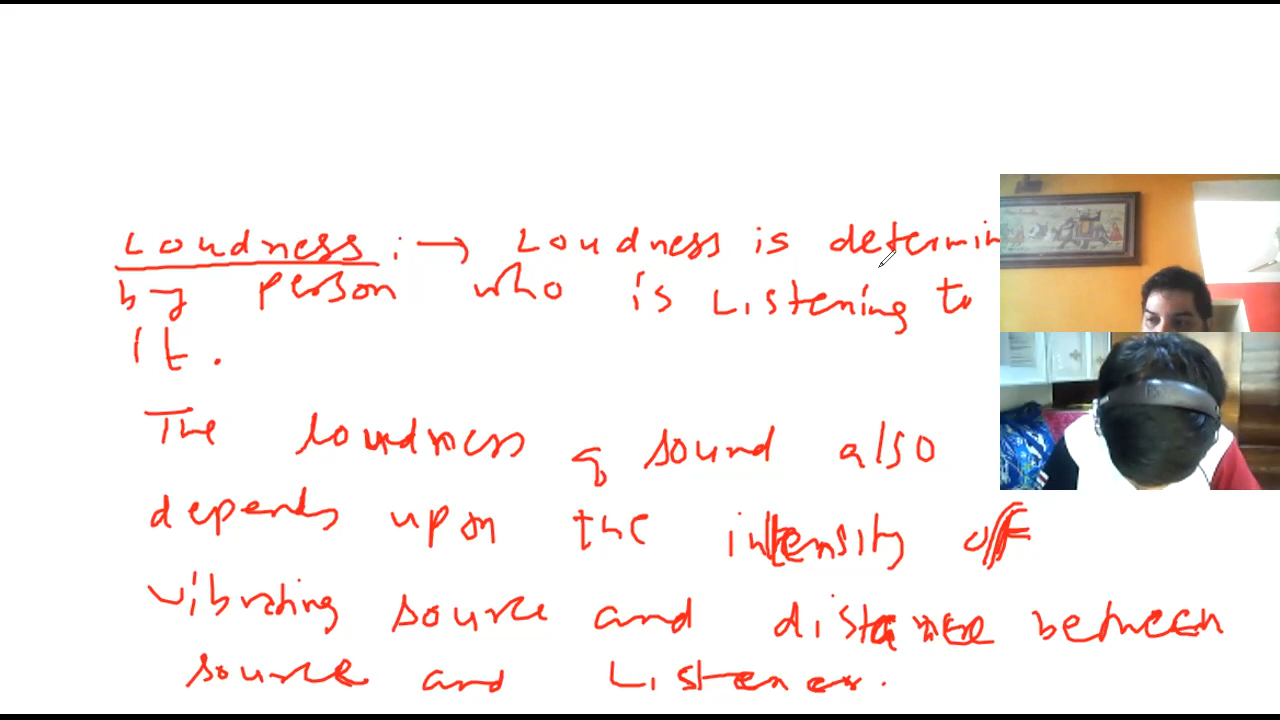 Loudness : → Loudness is determin
by person who is Listening to
it.
The loudness of sound also
depends upon the intensity of
vibrating source and distance between
source and Listener.